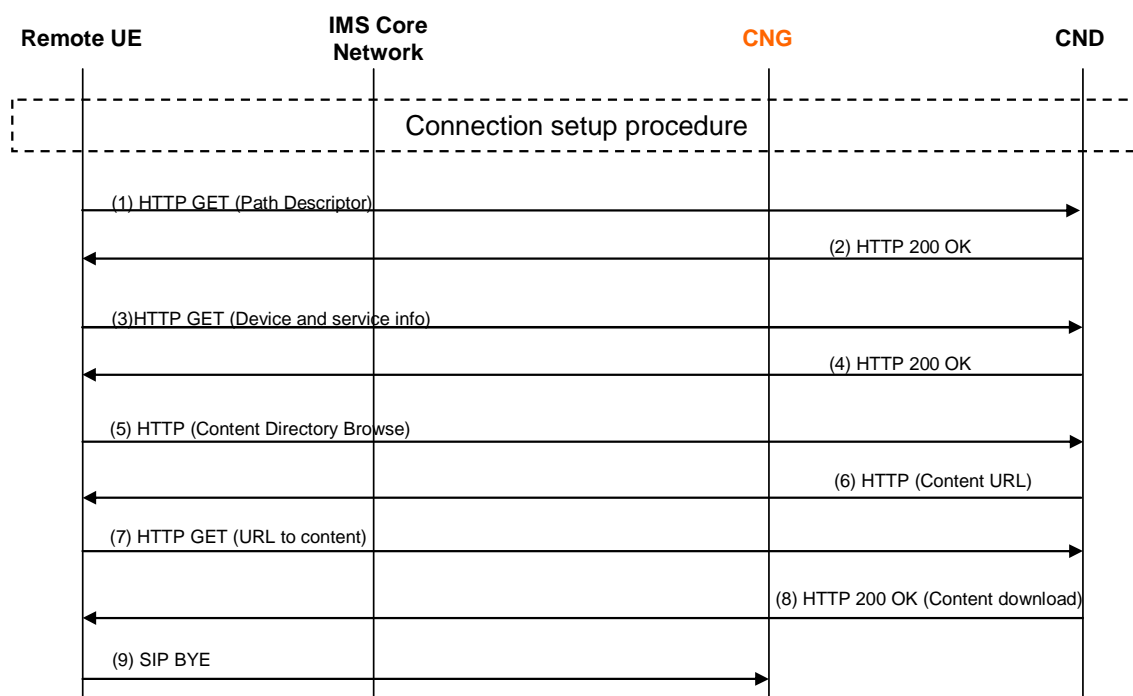 Remote UE
IMS Core
Network
CNG
CND
Connection setup procedure
(1) HTTP GET (Path Descriptor)
(2) HTTP 200 OK
(3)HTTP GET (Device and service info)
(4) HTTP 200 OK
(5) HTTP (Content Directory Browse)
(6) HTTP (Content URL)
(7) HTTP GET (URL to content)
(8) HTTP 200 OK (Content download)
(9) SIP BYE